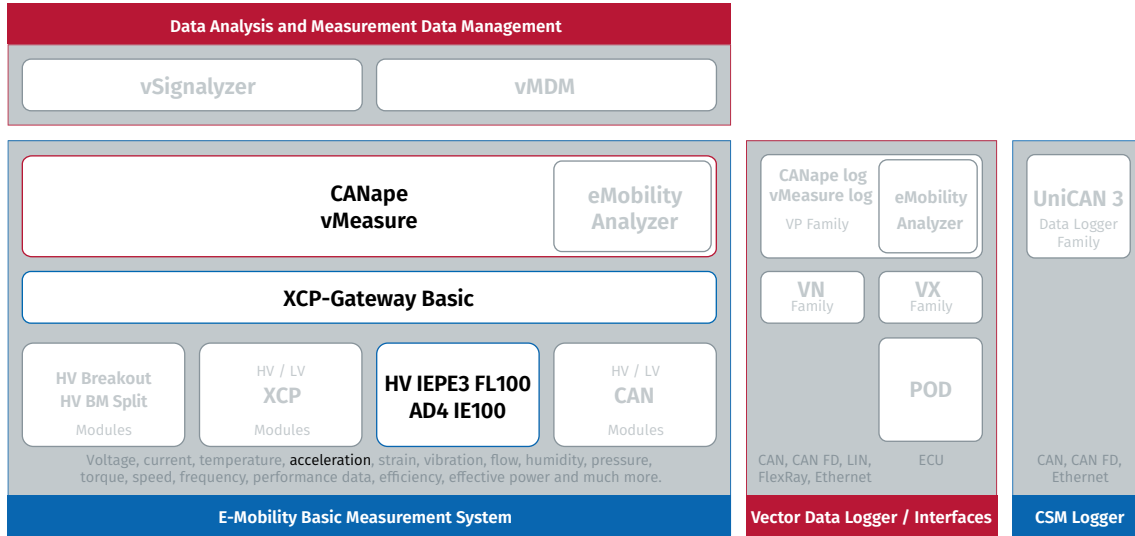 Data Analysis and Measurement Data Management
vSignalyzer
vMDM
CANape
vMeasure
eMobility
Analyzer
XCP-Gateway Basic
HV Breakout
HV BM Split
Modules
HV / LV
XCP
Modules
HV IEPE3 FL100
AD4 IE100
HV / LV
CAN
Modules
Voltage, current, temperature, acceleration, strain, vibration, flow, humidity, pressure,
torque, speed, frequency, performance data, efficiency, effective power and much more.
E-Mobility Basic Measurement System
CANape log
vMeasure log
VP Family
eMobility
Analyzer
VN
Family
VX
Family
POD
CAN, CAN FD, LIN,
FlexRay, Ethernet
ECU
Vector Data Logger / Interfaces
UniCAN 3
Data Logger
Family
CAN, CAN FD,
Ethernet
CSM Logger